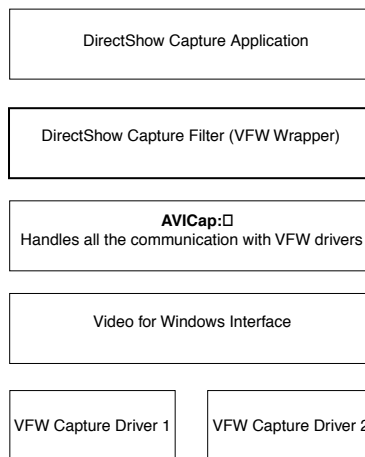 DirectShow Capture Application
DirectShow Capture Filter (VFW Wrapper)
AVICap:□
Handles all the communication with VFW drivers
Video for Windows Interface
VFW Capture Driver 1
VFW Capture Driver 2